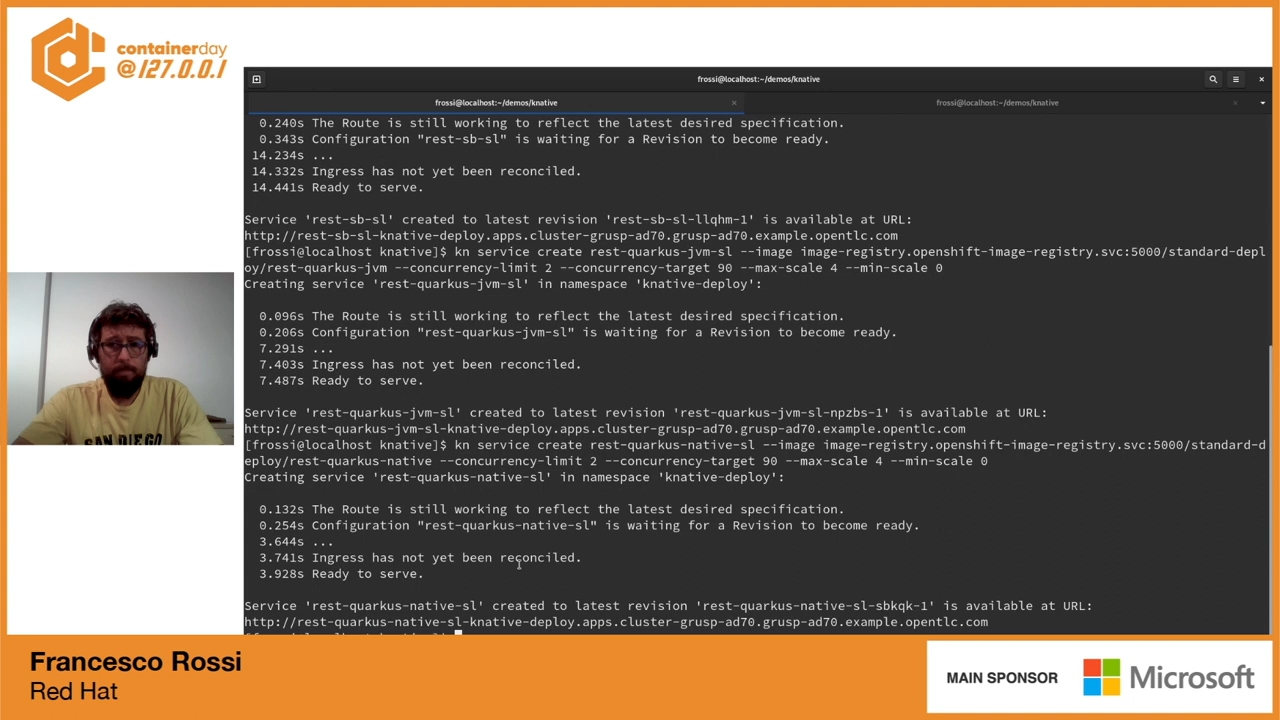 containerday
@127.0.0.1
frossi@localhost:~/demos/knative
frossi@localhost:~/demos/knative
frossi@localhost:~/demos/knative
0.240s The Route is still working to reflect the latest desired specification.
0.343s Configuration "rest-sb-sl" is waiting for a Revision to become ready.
14.234s ...
14.332s Ingress has not yet been reconciled.
14.441s Ready to serve.
Service 'rest-sb-sl' created to latest revision 'rest-sb-sl-llqhm-1' is available at URL:
http://rest-sb-sl-knative-deploy.apps.cluster-grusp-ad70.grusp-ad70.example.opentlc.com
[frossi@localhost knative]$ kn service create rest-quarkus-jvm-sl --image image-registry.openshift-image-registry.svc:5000/standard-depl
oy/rest-quarkus-jvm --concurrency-limit 2 --concurrency-target 90 --max-scale 4 --min-scale 0
Creating service 'rest-quarkus-jvm-sl' in namespace 'knative-deploy':
0.096s The Route is still working to reflect the latest desired specification.
0.206s Configuration "rest-quarkus-jvm-sl" is waiting for a Revision to become ready.
7.291s ...
7.403s Ingress has not yet been reconciled.
7.487s Ready to serve.
Service 'rest-quarkus-jvm-sl' created to latest revision 'rest-quarkus-jvm-sl-npzbs-1' is available at URL:
http://rest-quarkus-jvm-sl-knative-deploy.apps.cluster-grusp-ad70.grusp-ad70.example.opentlc.com
[frossi@localhost knative]$ kn service create rest-quarkus-native-sl --image image-registry.openshift-image-registry.svc:5000/standard-d
eploy/rest-quarkus-native --concurrency-limit 2 --concurrency-target 90 --max-scale 4 --min-scale 0
Creating service 'rest-quarkus-native-sl' in namespace 'knative-deploy':
0.132s The Route is still working to reflect the latest desired specification.
0.254s Configuration "rest-quarkus-native-sl" is waiting for a Revision to become ready.
3.644s ...
3.741s Ingress has not yet been reconciled.
3.928s Ready to serve.
Service 'rest-quarkus-native-sl' created to latest revision 'rest-quarkus-native-sl-sbkqk-1' is available at URL:
http://rest-quarkus-native-sl-knative-deploy.apps.cluster-grusp-ad70.grusp-ad70.example.opentlc.com
SAN DIEGO
Francesco Rossi
Red Hat
MAIN SPONSOR
Microsoft